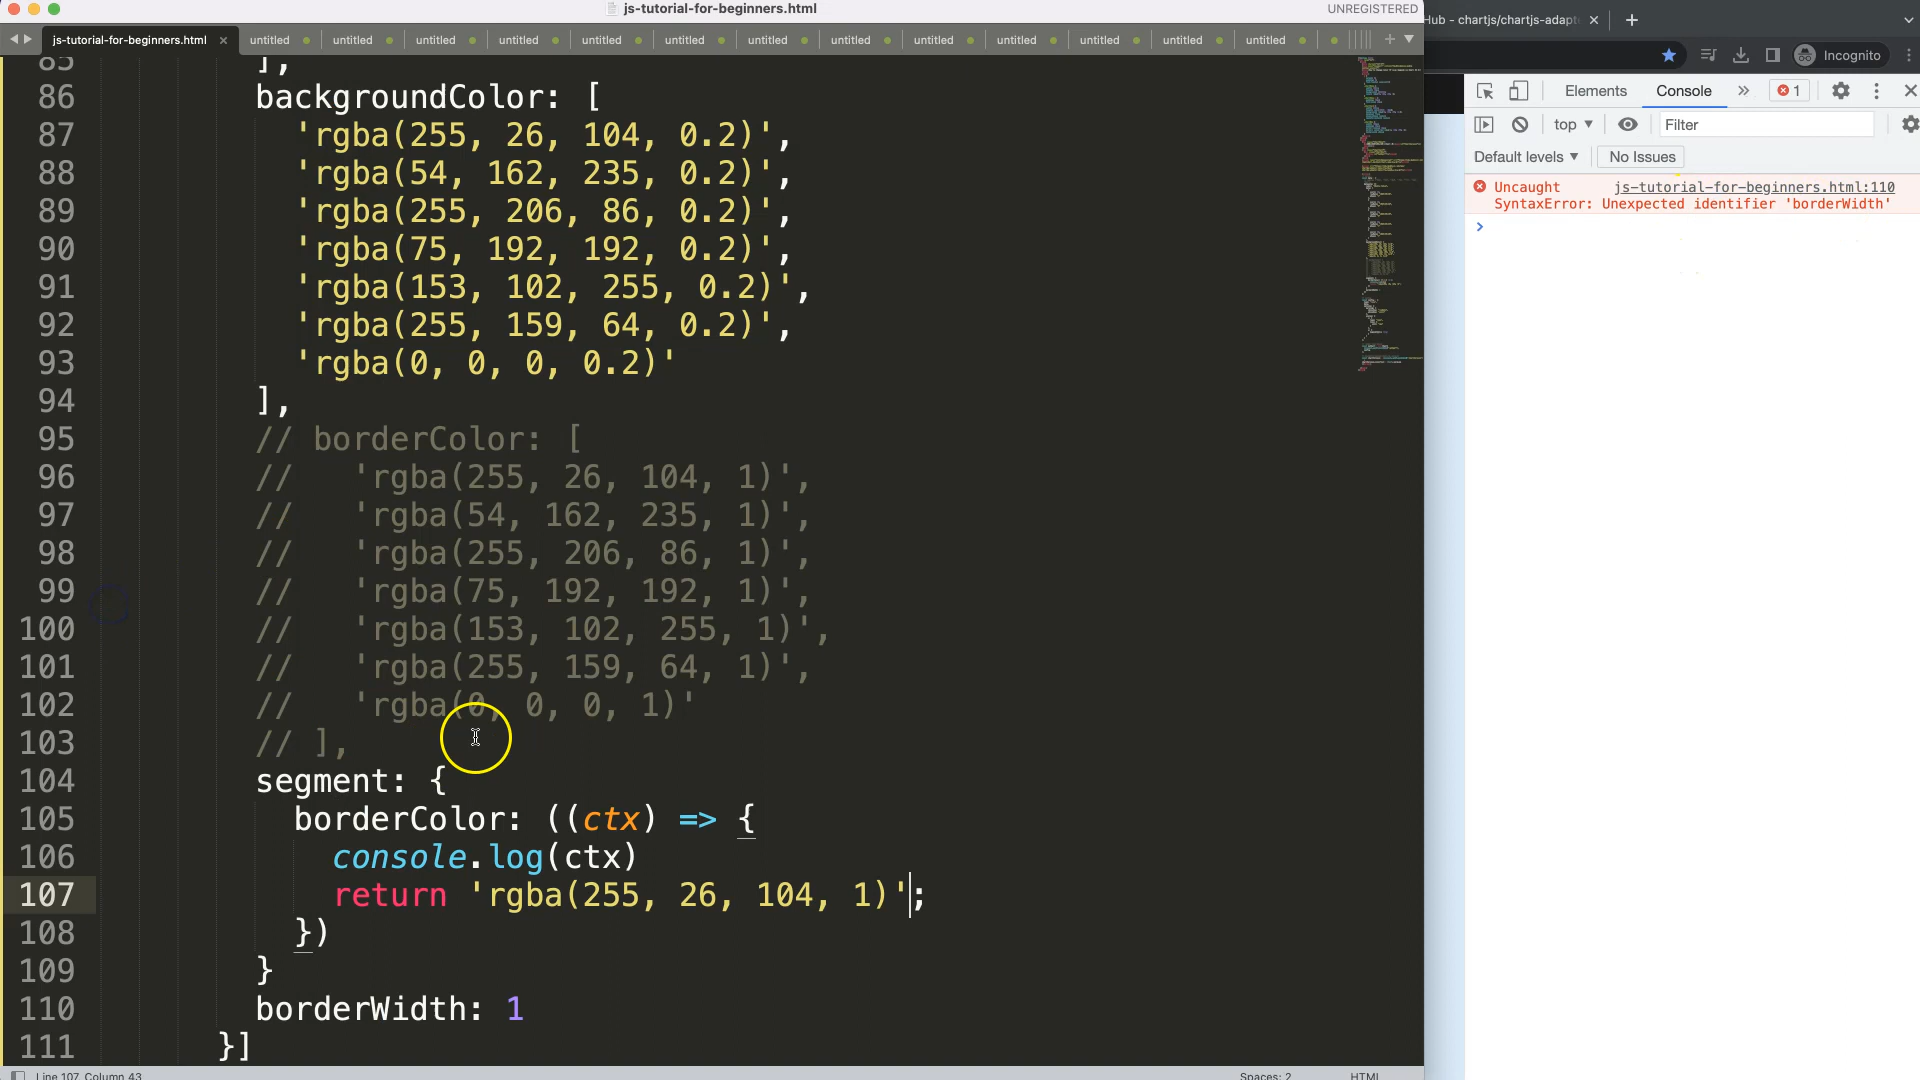 js-tutorial-for-beginners.html
UNREGISTERED
js-tutorial-for-beginners.html × untitled untitled untitled untitled untitled untitled untitled untitled untitled untitled untitled untitled untitled
85 ],
86 backgroundColor: [
87 'rgba(255, 26, 104, 0.2)',
88 'rgba(54, 162, 235, 0.2)',
89 'rgba(255, 206, 86, 0.2)',
90 'rgba(75, 192, 192, 0.2)',
91 'rgba(153, 102, 255, 0.2)',
92 'rgba(255, 159, 64, 0.2)',
93 'rgba(0, 0, 0, 0.2)'
94 ],
95 // borderColor: [
96 // 'rgba(255, 26, 104, 1)',
97 // 'rgba(54, 162, 235, 1)',
98 // 'rgba(255, 206, 86, 1)',
99 // 'rgba(75, 192, 192, 1)',
100 // 'rgba(153, 102, 255, 1)',
101 // 'rgba(255, 159, 64, 1)',
102 // 'rgba(0, 0, 0, 1)'
103 // ],
104 segment: {
105 borderColor: ((ctx) => {
106 console.log(ctx)
107 return 'rgba(255, 26, 104, 1)';
108 })
109 }
110 borderWidth: 1
111 }]
Line 107, Column 43
Spaces: 2
HTML
Hub - chartjs/chartjs-adapt
Incognito
Elements Console » 1
top Filter
Default levels No Issues
Uncaught js-tutorial-for-beginners.html:110
SyntaxError: Unexpected identifier 'borderWidth'